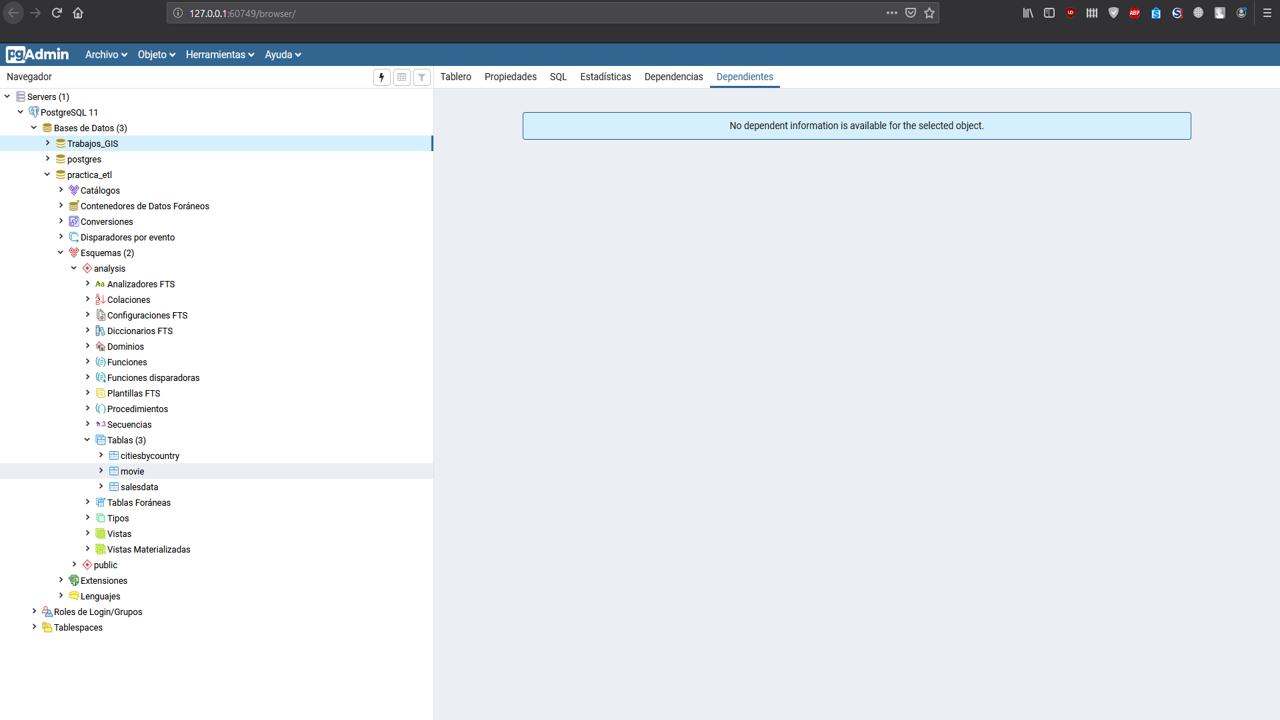 127.0.0.1:60749/browser/
pgAdmin Archivo Objeto Herramientas Ayuda
Navegador
Tablero Propiedades SQL Estadísticas Dependencias Dependientes
No dependent information is available for the selected object.
Servers (1)
PostgreSQL 11
Bases de Datos (3)
Trabajos_GIS
postgres
practica_etl
Catálogos
Contenedores de Datos Foráneos
Conversiones
Disparadores por evento
Esquemas (2)
analysis
Aa Analizadores FTS
Colaciones
Configuraciones FTS
Diccionarios FTS
Dominios
Funciones
Funciones disparadoras
Plantillas FTS
Procedimientos
1..3 Secuencias
Tablas (3)
citiesbycountry
movie
salesdata
Tablas Foráneas
Tipos
Vistas
Vistas Materializadas
public
Extensiones
Lenguajes
Roles de Login/Grupos
Tablespaces